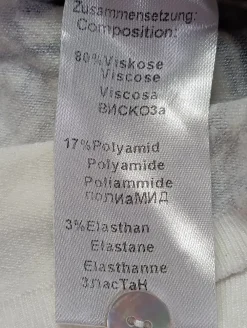 Zusammensetzung:
Composition:
80%Viskose
Viscose
Viscosa
ВИСКОЗа
17%Polyamid
Polyamide
Poliammide
полиаМИД
3%Elasthan
Elastane
Elasthanne
ЭласТаН